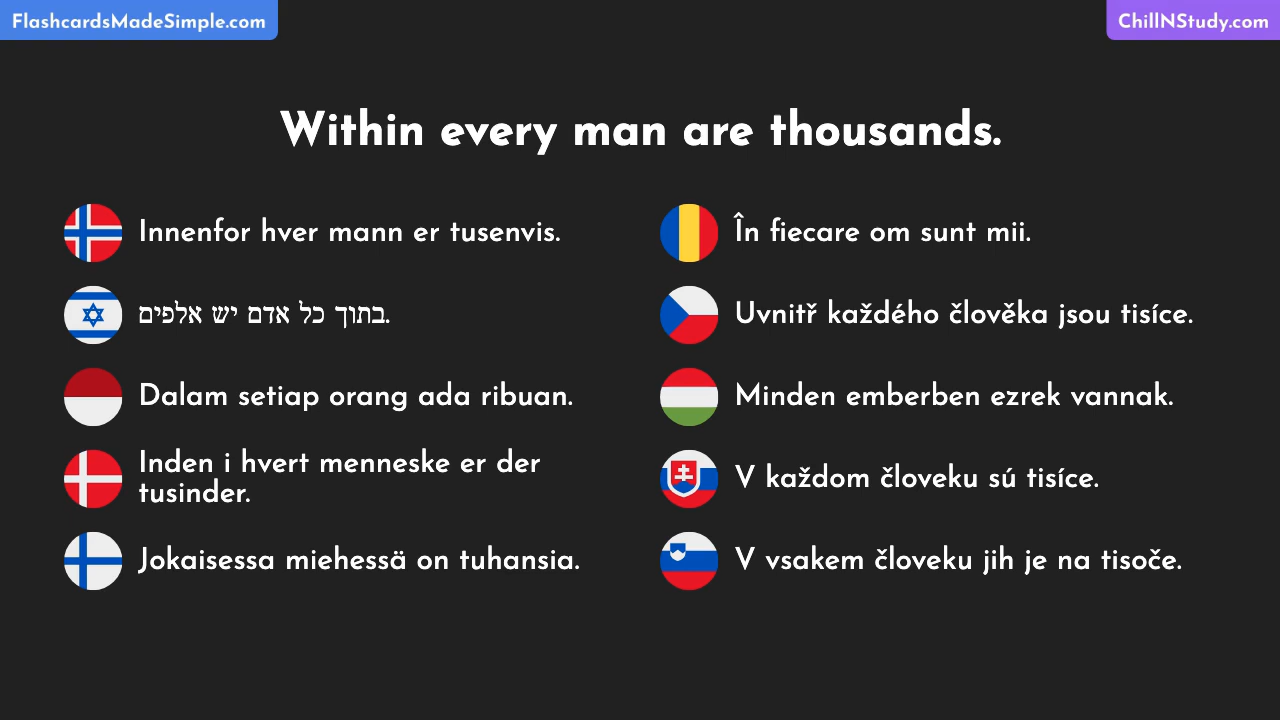 FlashcardsMadeSimple.com
ChillNStudy.com
Within every man are thousands.
Innenfor hver mann er tusenvis.
בתוך כל אדם יש אלפים.
Dalam setiap orang ada ribuan.
Inden i hvert menneske er der
tusinder.
Jokaisessa miehessä on tuhansia.
În fiecare om sunt mii.
Uvnitř každého člověka jsou tisíce.
Minden emberben ezrek vannak.
V každom človeku sú tisíce.
V vsakem človeku jih je na tisoče.